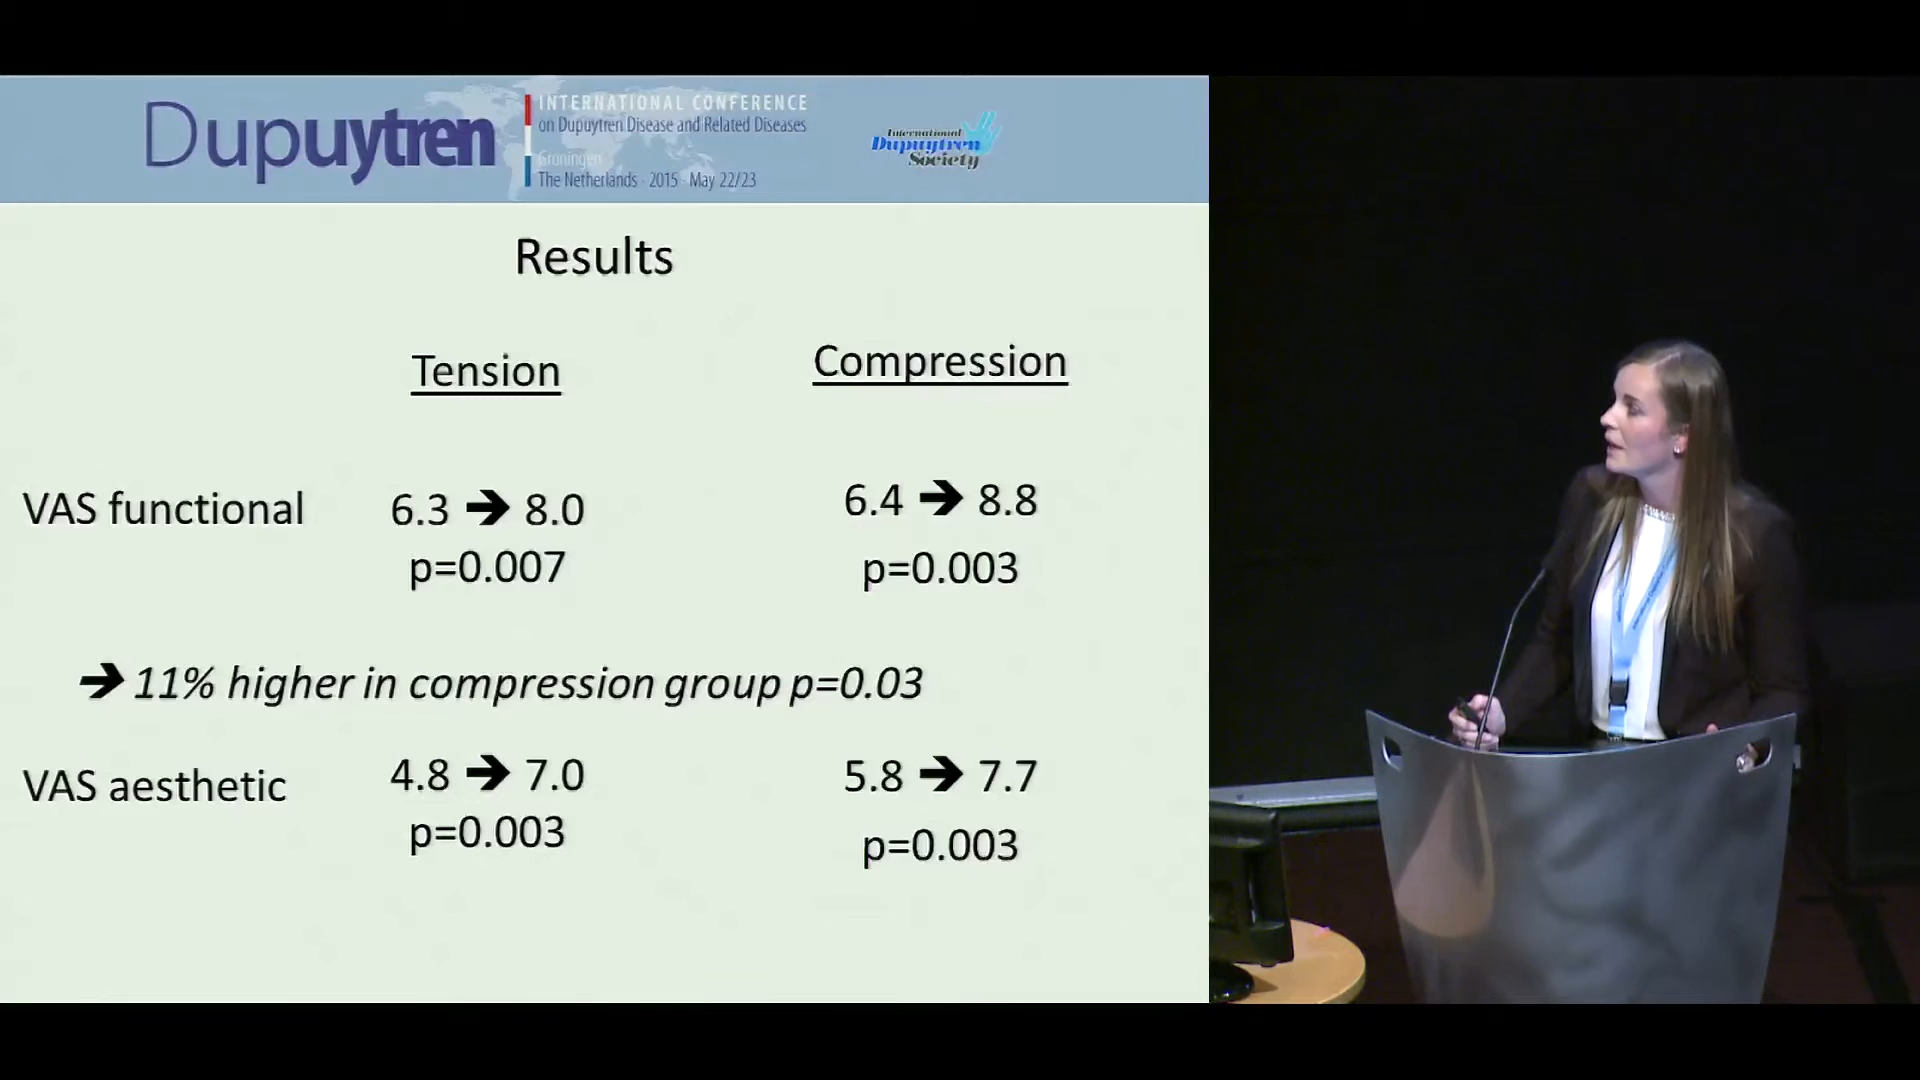 Dupuytren
INTERNATIONAL CONFERENCE
on Dupuytren Disease and Related Diseases
Groningen
The Netherlands - 2015 - May 22/23
International
Dupuytren
Society
Results
Tension Compression
VAS functional 6.3 ➔ 8.0 6.4 ➔ 8.8
p=0.007 p=0.003
➔ 11% higher in compression group p=0.03
VAS aesthetic 4.8 ➔ 7.0 5.8 ➔ 7.7
p=0.003 p=0.003